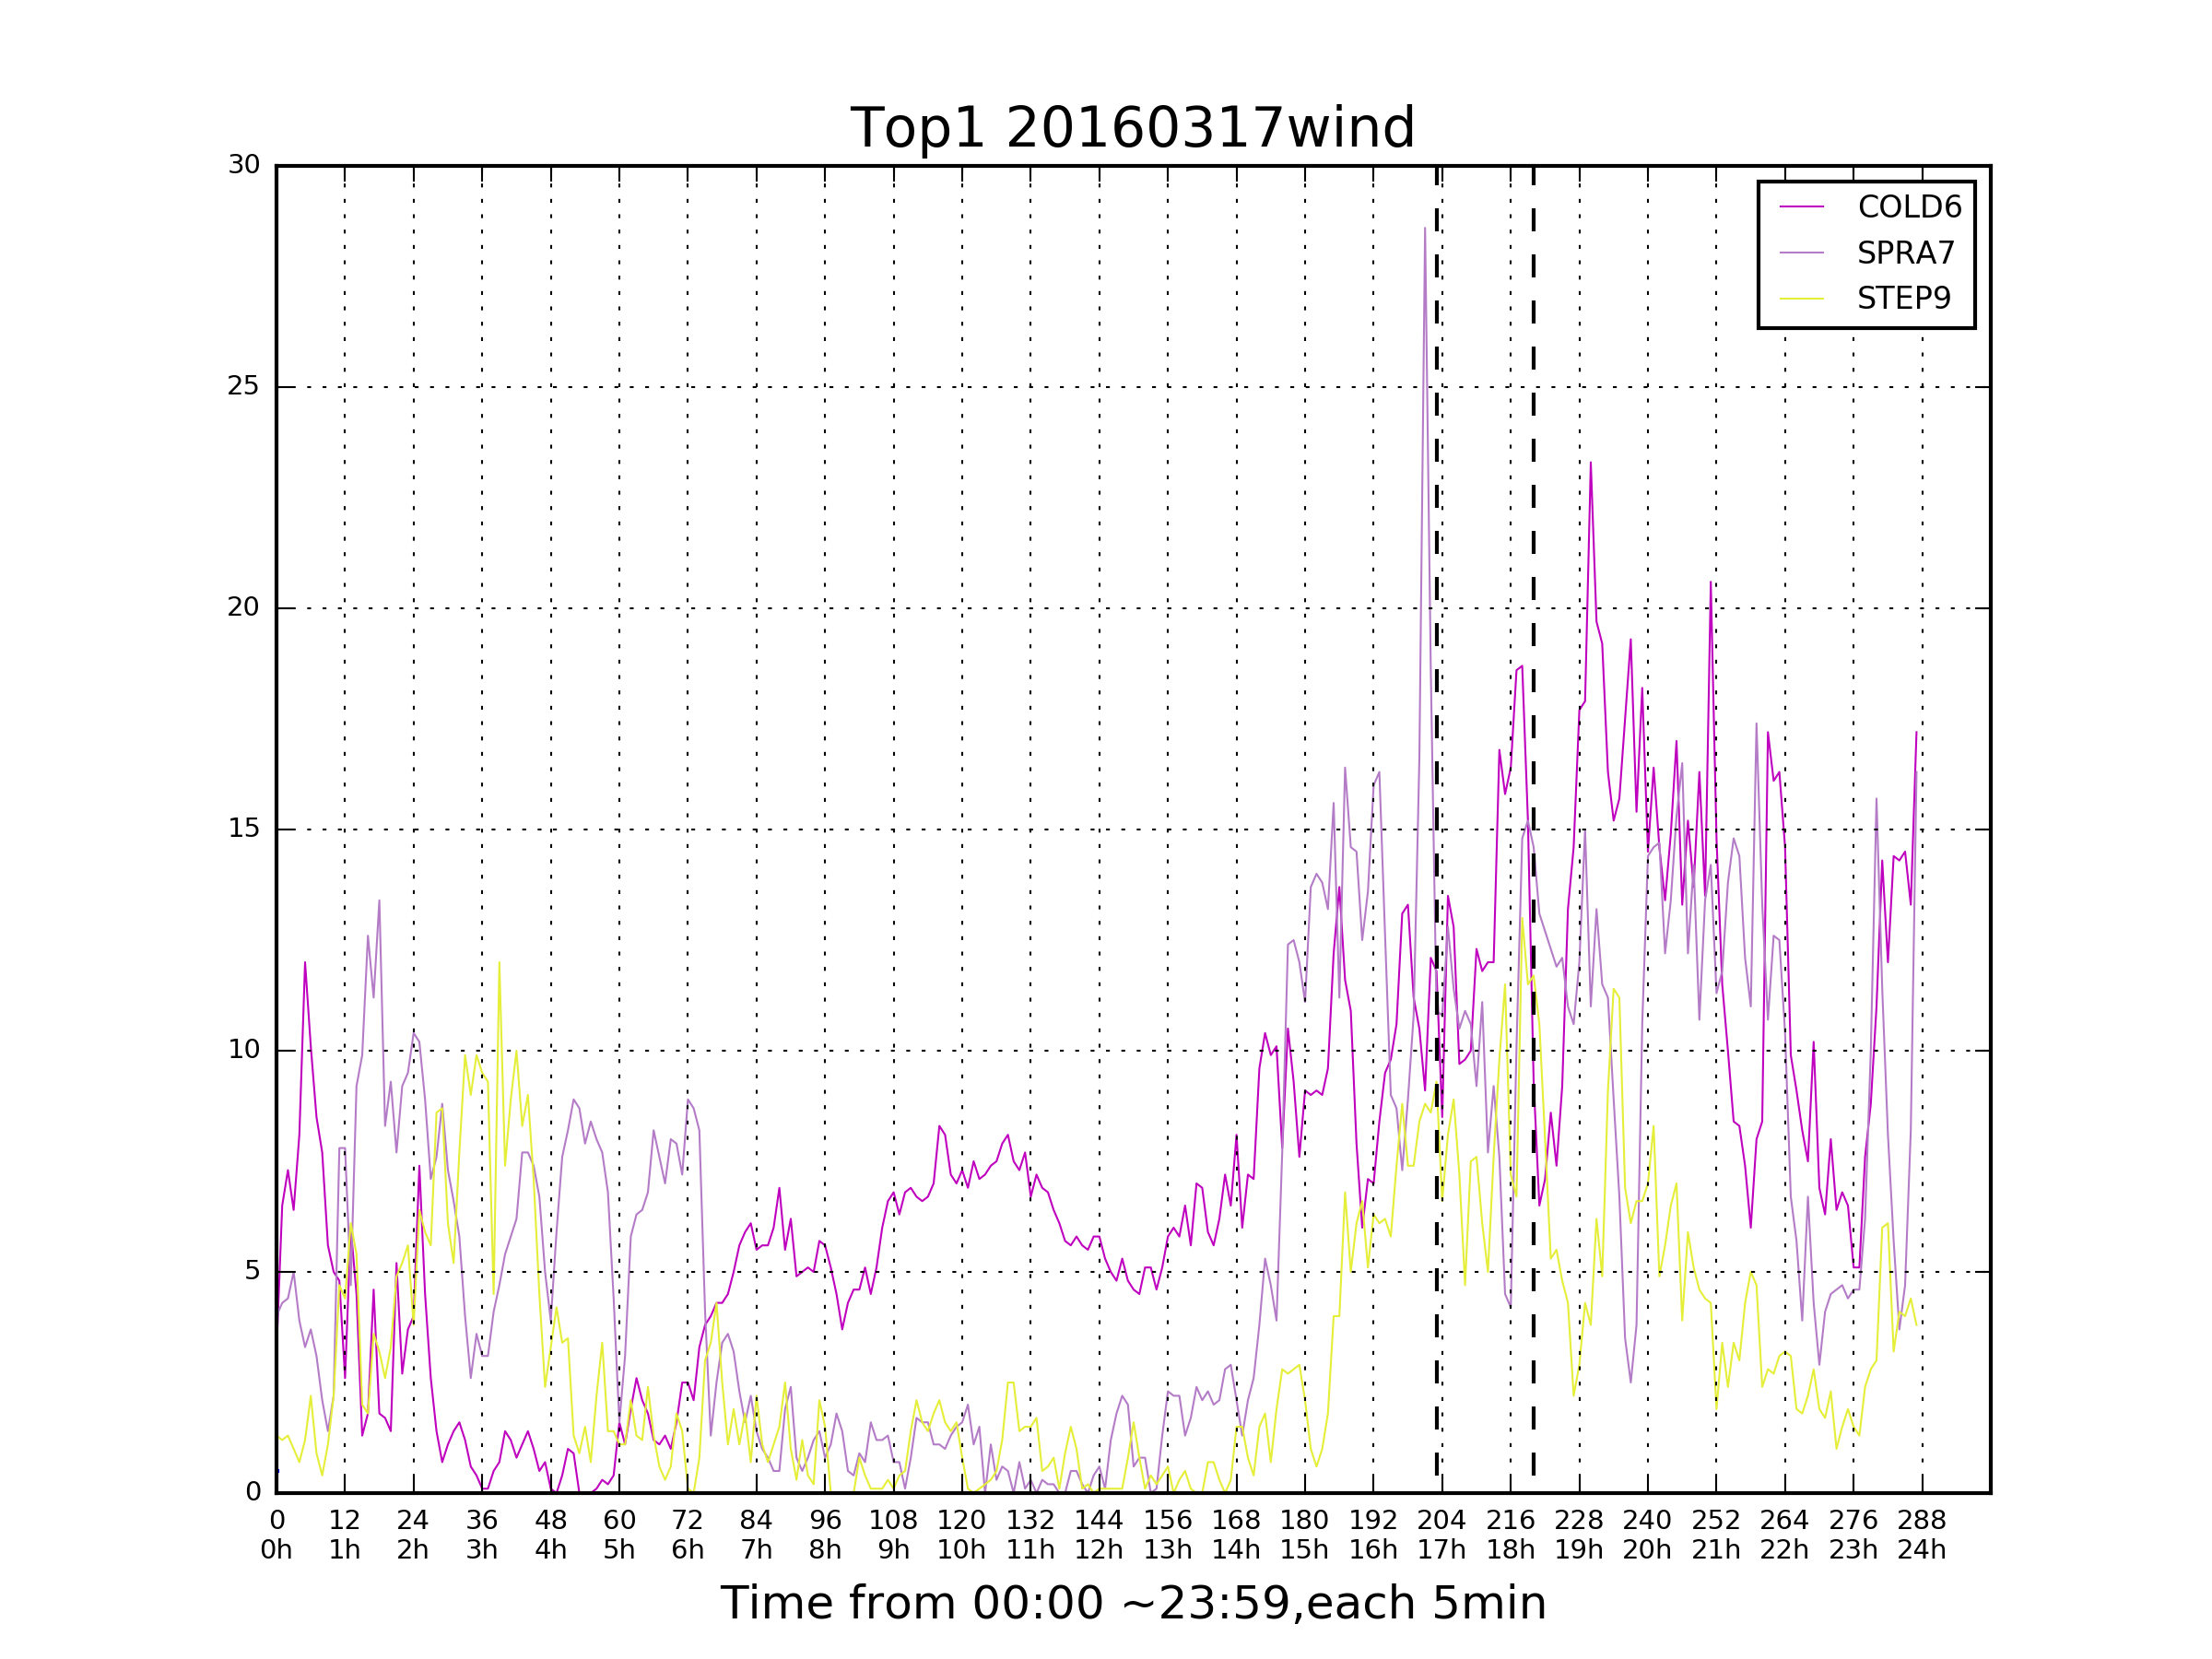 Top1 20160317wind
30
25
20
15
10
5
0
COLD6
SPRA7
STEP9
0 12 24 36 48 60 72 84 96 108 120 132 144 156 168 180 192 204 216 228 240 252 264 276 288
0h 1h 2h 3h 4h 5h 6h 7h 8h 9h 10h 11h 12h 13h 14h 15h 16h 17h 18h 19h 20h 21h 22h 23h 24h
Time from 00:00 ~23:59,each 5min